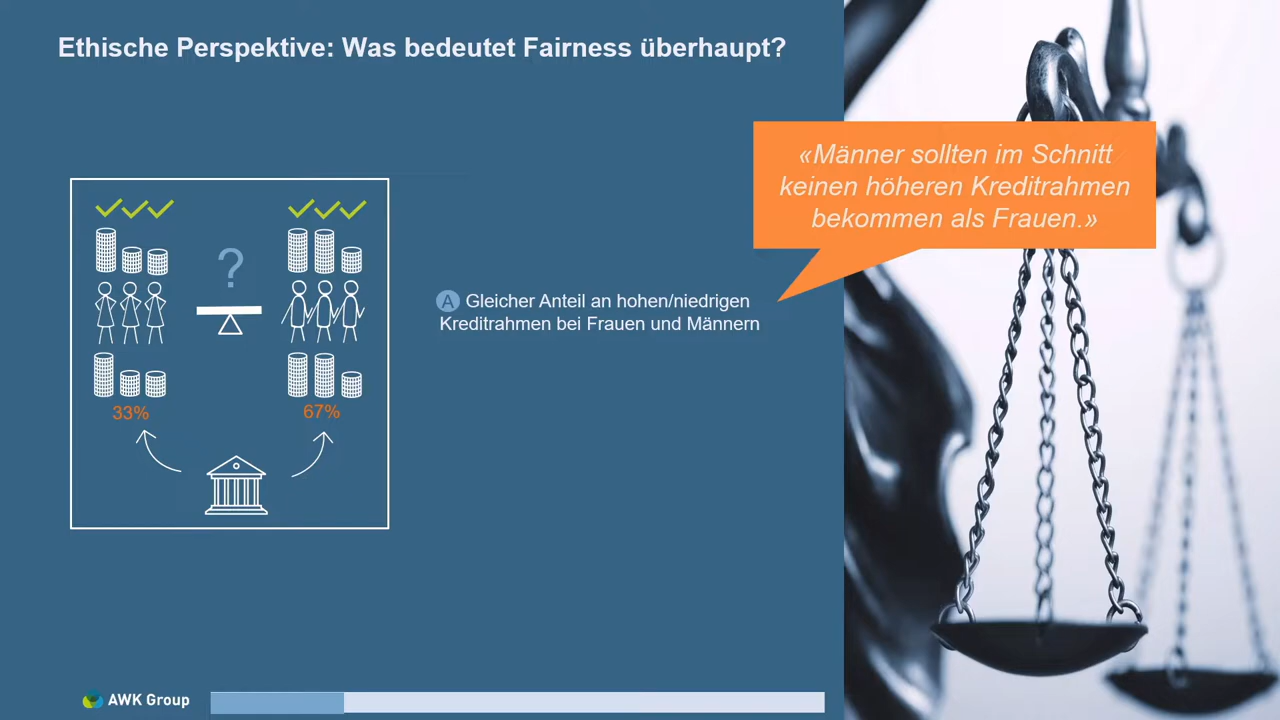 Ethische Perspektive: Was bedeutet Fairness überhaupt?
«Männer sollten im Schnitt
keinen höheren Kreditrahmen
bekommen als Frauen.»
?
A Gleicher Anteil an hohen/niedrigen
Kreditrahmen bei Frauen und Männern
33%
67%
AWK Group